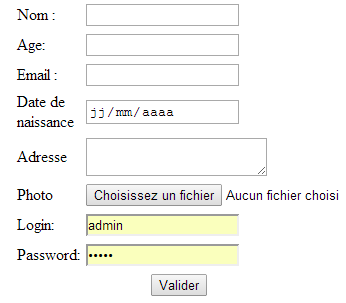 Nom :
Age:
Email :
Date de
naissance
jj/mm/aaaa
Adresse
Photo Choisissez un fichier Aucun fichier choisi
Login: admin
Password: •••••
Valider